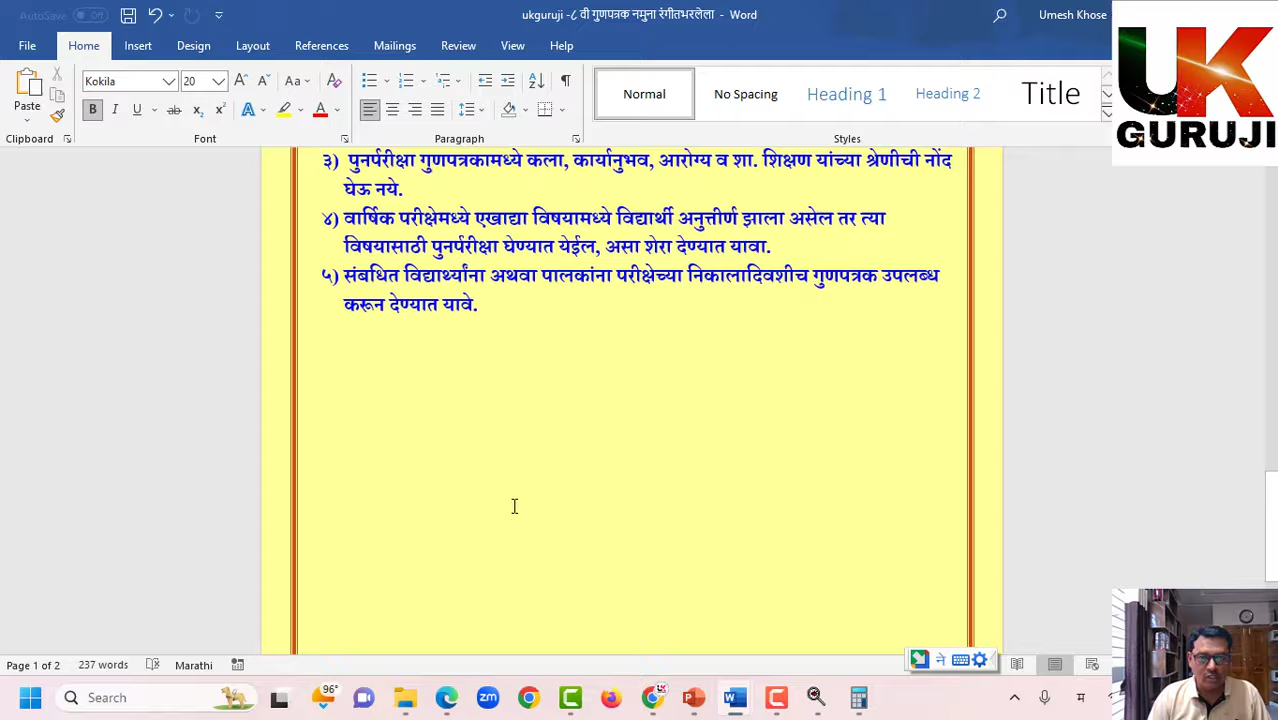 AutoSave Off
ukguruji -८ वी गुणपत्रक नमुना रंगीतभरलेला - Word
Umesh Khose
File Home Insert Design Layout References Mailings Review View Help
Paste
Kokila 20
Normal No Spacing Heading 1 Heading 2 Title
Clipboard Font Paragraph Styles
UK
GURUJI
३) पुनर्परीक्षा गुणपत्रकामध्ये कला, कार्यानुभव, आरोग्य व शा. शिक्षण यांच्या श्रेणीची नोंद
घेऊ नये.
४) वार्षिक परीक्षेमध्ये एखाद्या विषयामध्ये विद्यार्थी अनुत्तीर्ण झाला असेल तर त्या
विषयासाठी पुनर्परीक्षा घेण्यात येईल, असा शेरा देण्यात यावा.
५) संबधित विद्यार्थ्यांना अथवा पालकांना परीक्षेच्या निकालादिवशीच गुणपत्रक उपलब्ध
करून देण्यात यावे.
Page 1 of 2 237 words Marathi
ने
Search
96°
zm
म